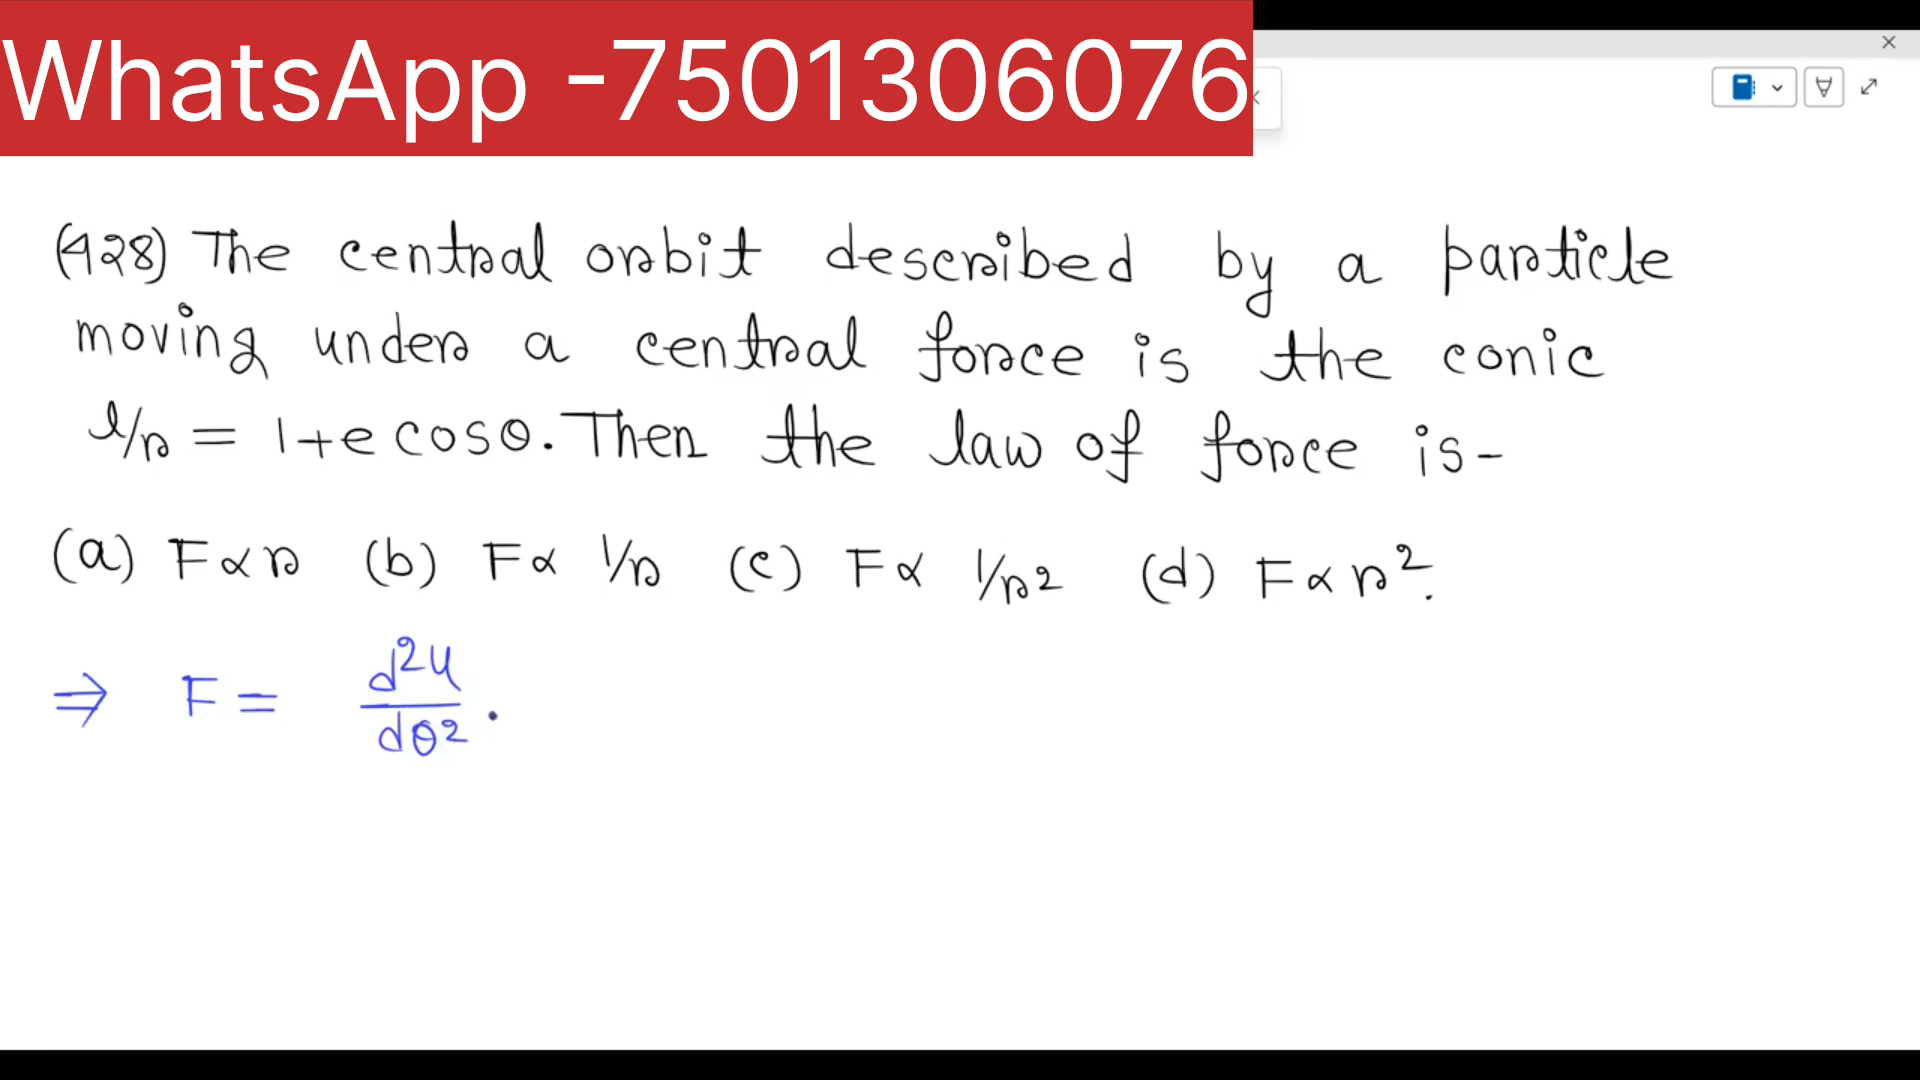 WhatsApp -7501306076
(428) The central orbit described by a particle
moving under a central force is the conic
l/r = 1+e cosθ. Then the law of force is-
(a) F∝r (b) F∝ 1/r (c) F∝ 1/r2 (d) F∝r².
⇒ F = d²u/dθ² .